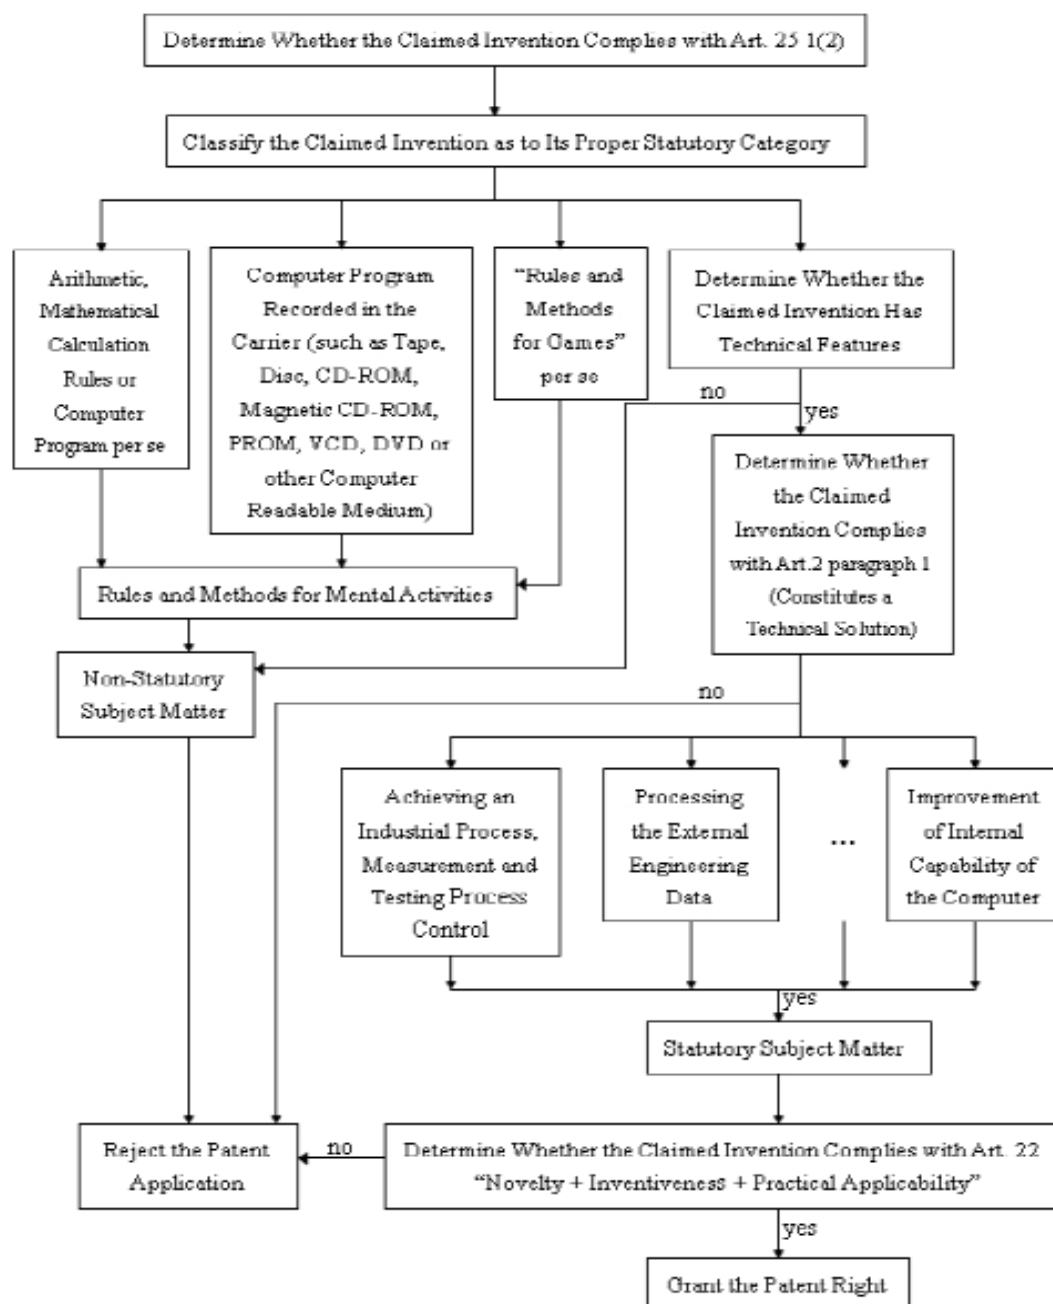 Determine Whether the Claimed Invention Complies with Art. 25 1(2)
Classify the Claimed Invention as to Its Proper Statutory Category
Arithmetic,
Mathematical
Calculation
Rules or
Computer
Program per se
Computer Program
Recorded in the
Carrier (such as Tape,
Disc, CD-ROM,
Magnetic CD-ROM,
PROM, VCD, DVD or
other Computer
Readable Medium)
“Rules and
Methods
for Games”
per se
Determine Whether the
Claimed Invention Has
Technical Features
no
yes
Determine Whether
the Claimed
Invention Complies
with Art.2 paragraph 1
(Constitutes a
Technical Solution)
Rules and Methods for Mental Activities
Non-Statutory
Subject Matter
no
Achieving an
Industrial Process,
Measurement and
Testing Process
Control
Processing
the External
Engineering
Data
...
Improvement
of Internal
Capability of
the Computer
yes
Statutory Subject Matter
Reject the Patent
Application
no
Determine Whether the Claimed Invention Complies with Art. 22
“Novelty + Inventiveness + Practical Applicability”
yes
Grant the Patent Right